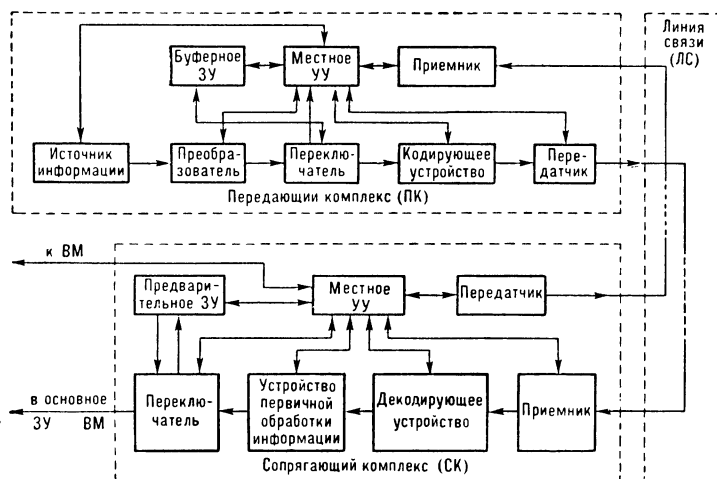 Линия
связи
(ЛС)
Буферное
ЗУ
Местное
УУ
Приемник
Источник
информации
Преобра-
зователь
Переклю-
чатель
Кодирующее
устройство
Пере-
датчик
Передающий комплекс (ПК)
к ВМ
Предвари-
тельное ЗУ
Местное
УУ
Передатчик
в основное
ЗУ ВМ
Переклю-
чатель
Устройство
первичной
обработки
информации
Декодирующее
устройство
Приемник
Сопрягающий комплекс (СК)